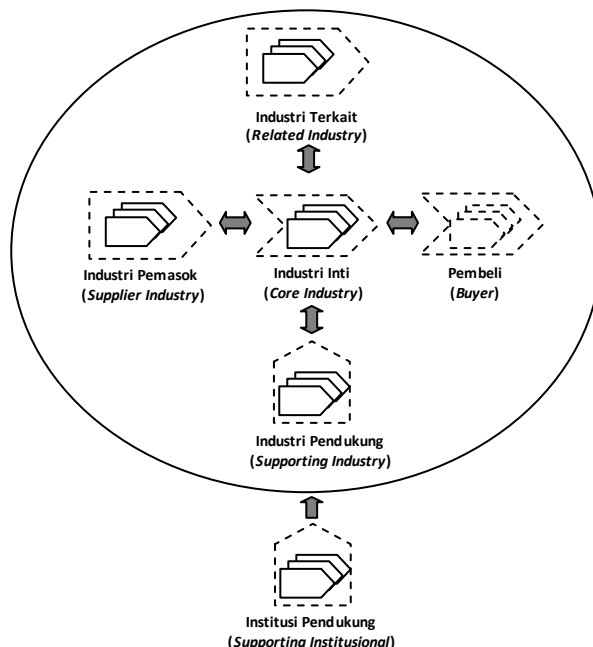 Industri Terkait
(Related Industry)
Industri Pemasok
(Supplier Industry)
Industri Inti
(Core Industry)
Pembeli
(Buyer)
Industri Pendukung
(Supporting Industry)
Institusi Pendukung
(Supporting Institusional)